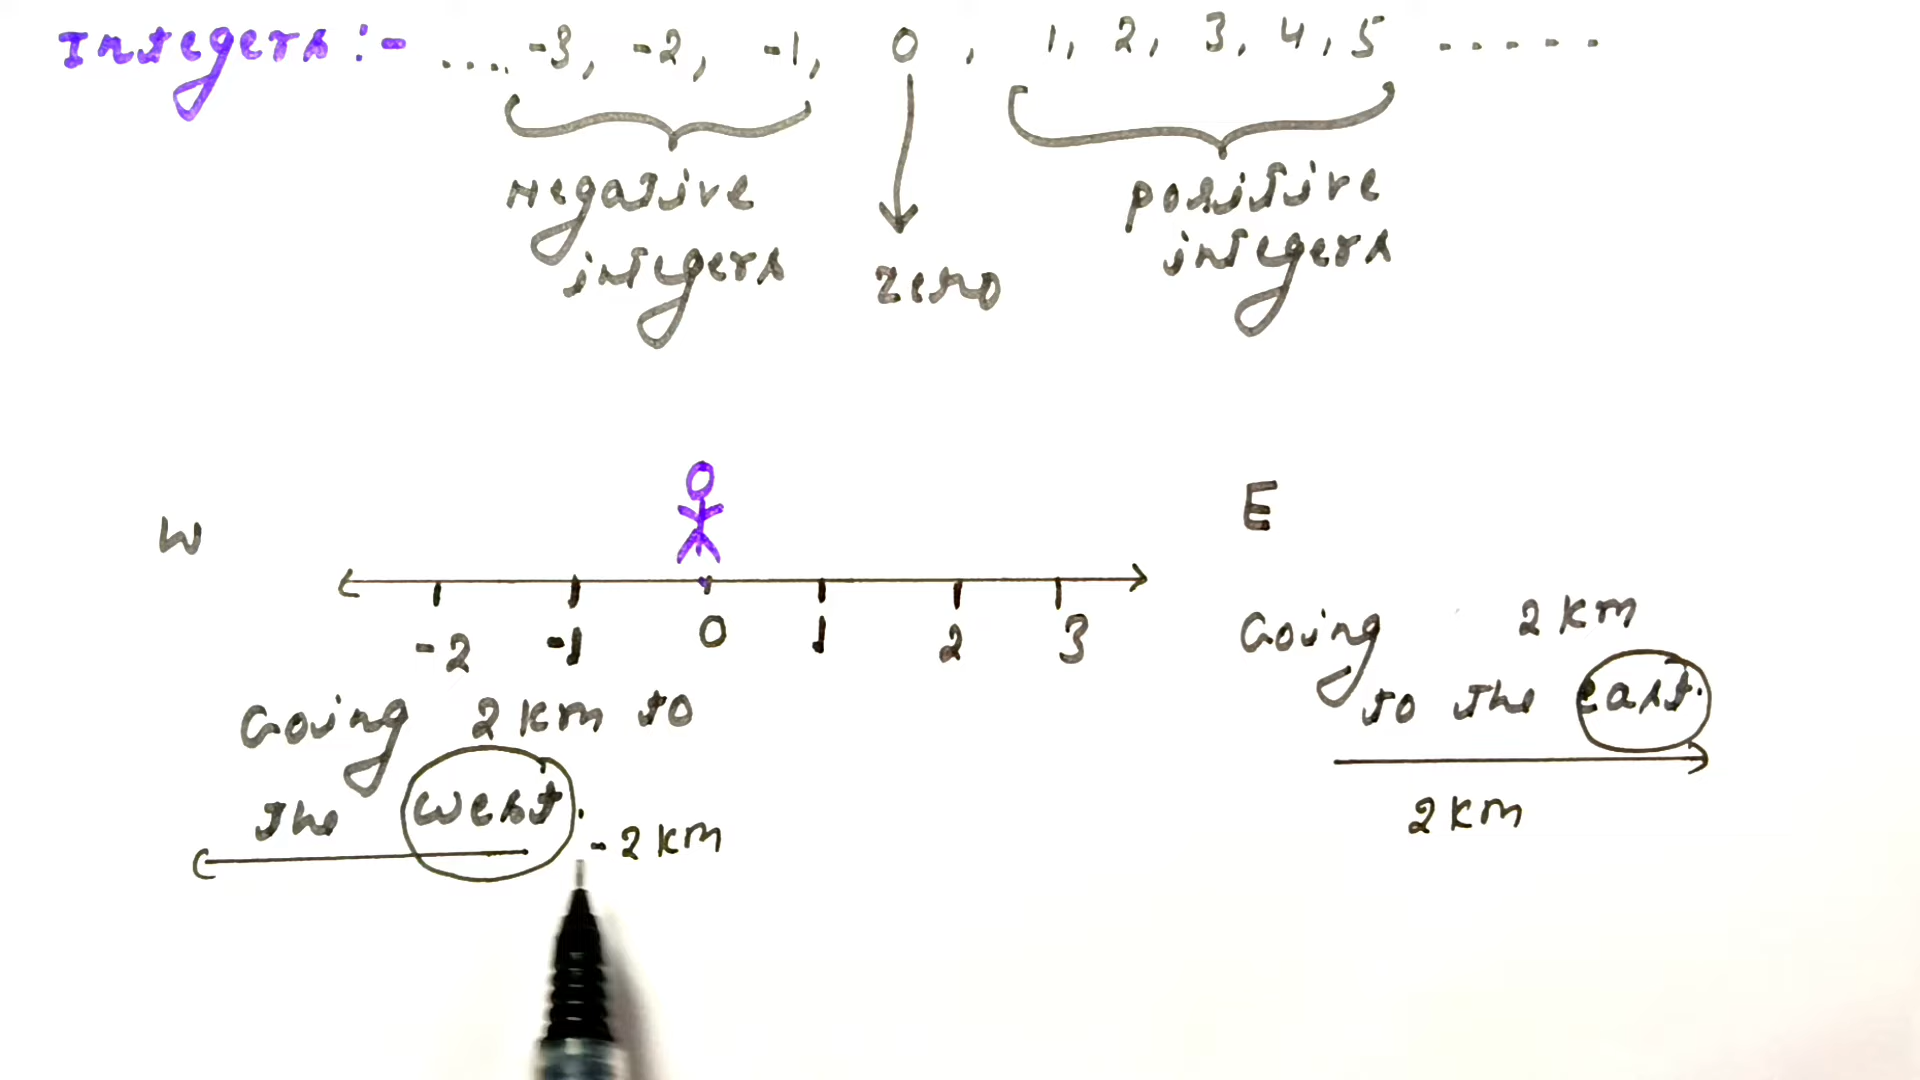 Integers :- .... -3, -2, -1, 0, 1, 2, 3, 4, 5 .....
Negative integers
zero
positive integers
W
E
-2 -1 0 1 2 3
Going 2 km to
the west.
-2 km
Going 2 km
to the east.
2 km